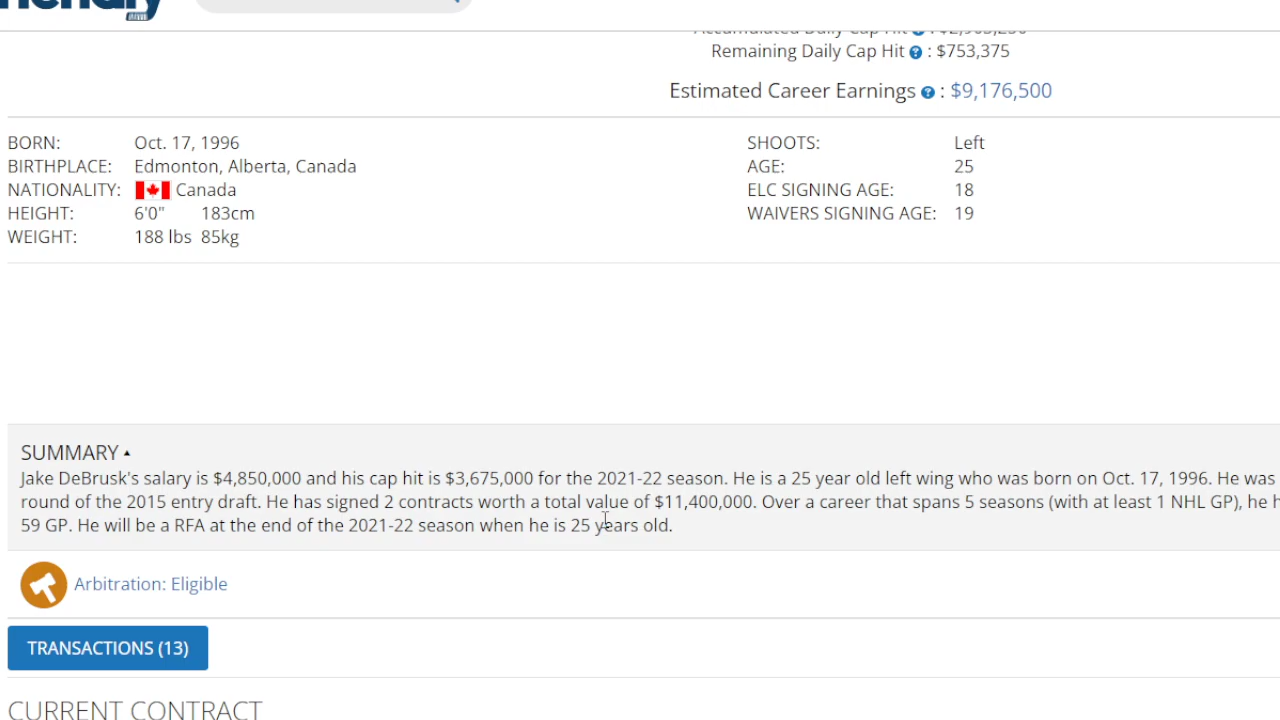 Remaining Daily Cap Hit : $753,375
Estimated Career Earnings : $9,176,500
BORN: Oct. 17, 1996
BIRTHPLACE: Edmonton, Alberta, Canada
NATIONALITY: Canada
HEIGHT: 6'0" 183cm
WEIGHT: 188 lbs 85kg
SHOOTS: Left
AGE: 25
ELC SIGNING AGE: 18
WAIVERS SIGNING AGE: 19
SUMMARY
Jake DeBrusk's salary is $4,850,000 and his cap hit is $3,675,000 for the 2021-22 season. He is a 25 year old left wing who was born on Oct. 17, 1996. He was
round of the 2015 entry draft. He has signed 2 contracts worth a total value of $11,400,000. Over a career that spans 5 seasons (with at least 1 NHL GP), he
59 GP. He will be a RFA at the end of the 2021-22 season when he is 25 years old.
Arbitration: Eligible
TRANSACTIONS (13)
CURRENT CONTRACT